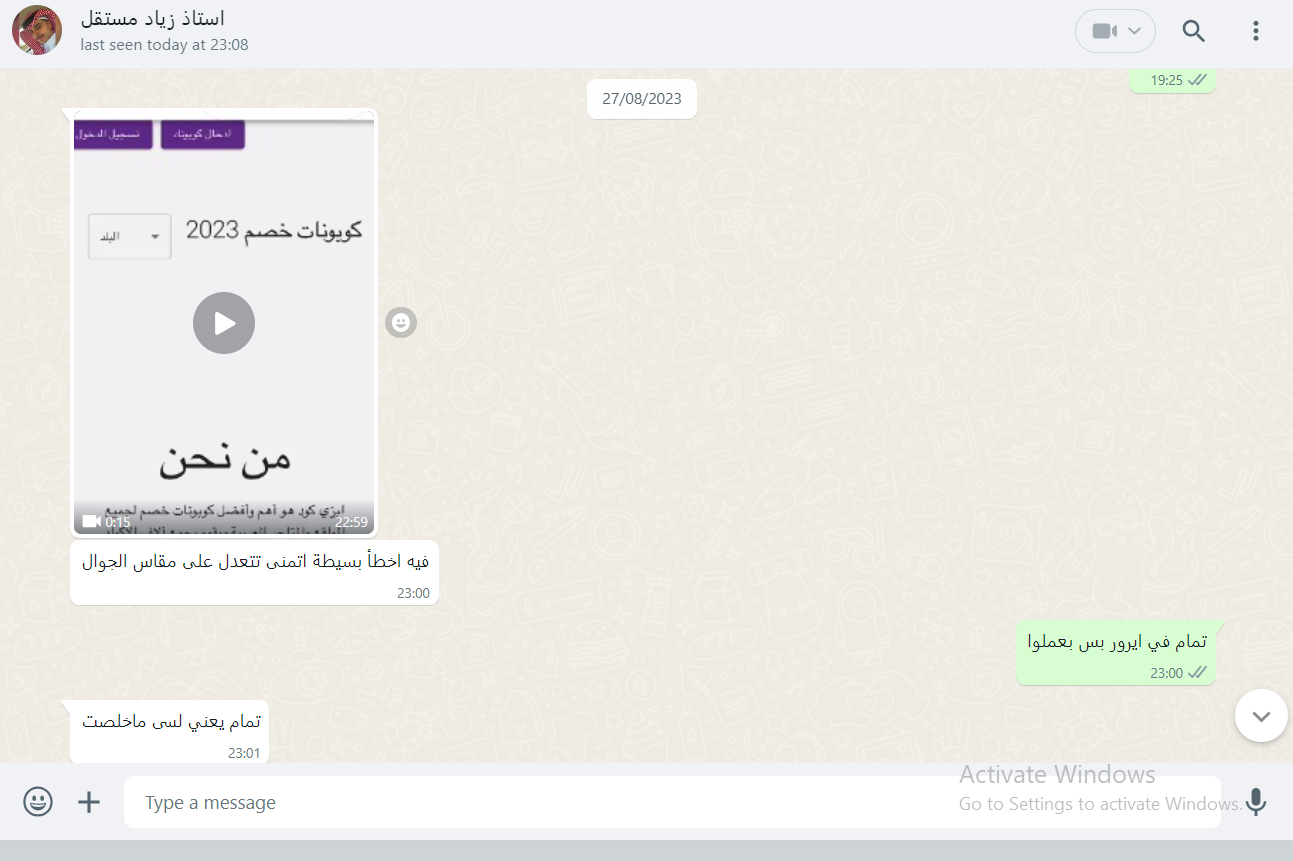 استاذ زياد مستقل
last seen today at 23:08
19:25
27/08/2023
ادخال كوبونك
تسجيل الدخول
كوبونات خصم 2023
البلد
من نحن
ايزي كود هو أهم وأفضل كوبونات خصم لجميع
0:15
22:59
فيه اخطأ بسيطة اتمنى تتعدل على مقاس الجوال
23:00
تمام في ايرور بس بعملوا
23:00
تمام يعني لسى ماخلصت
23:01
Type a message
Activate Windows
Go to Settings to activate Windows.